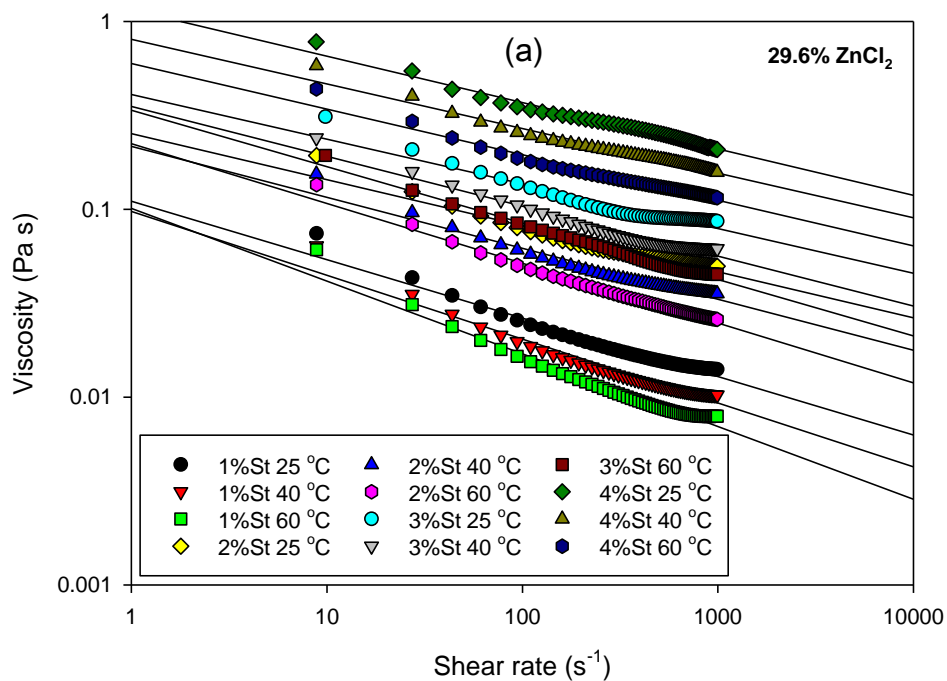 (a)
29.6% ZnCl₂
1
0.1
0.01
0.001
Viscosity (Pa s)
1%St 25 °C
2%St 40 °C
3%St 60 °C
1%St 40 °C
2%St 60 °C
4%St 25 °C
1%St 60 °C
3%St 25 °C
4%St 40 °C
2%St 25 °C
3%St 40 °C
4%St 60 °C
1
10
100
1000
10000
Shear rate (s⁻¹)